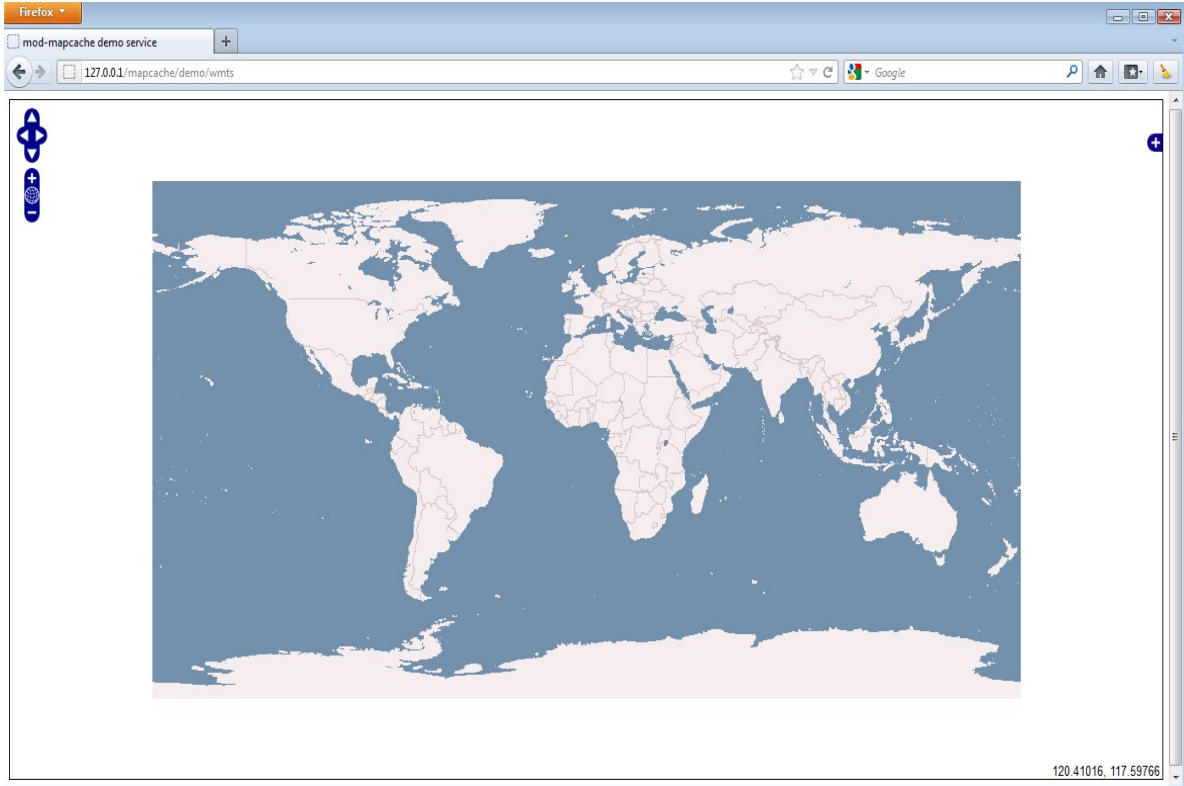 Firefox
mod-mapcache demo service
127.0.0.1/mapcache/demo/wmts
Google
120.41016, 117.59766